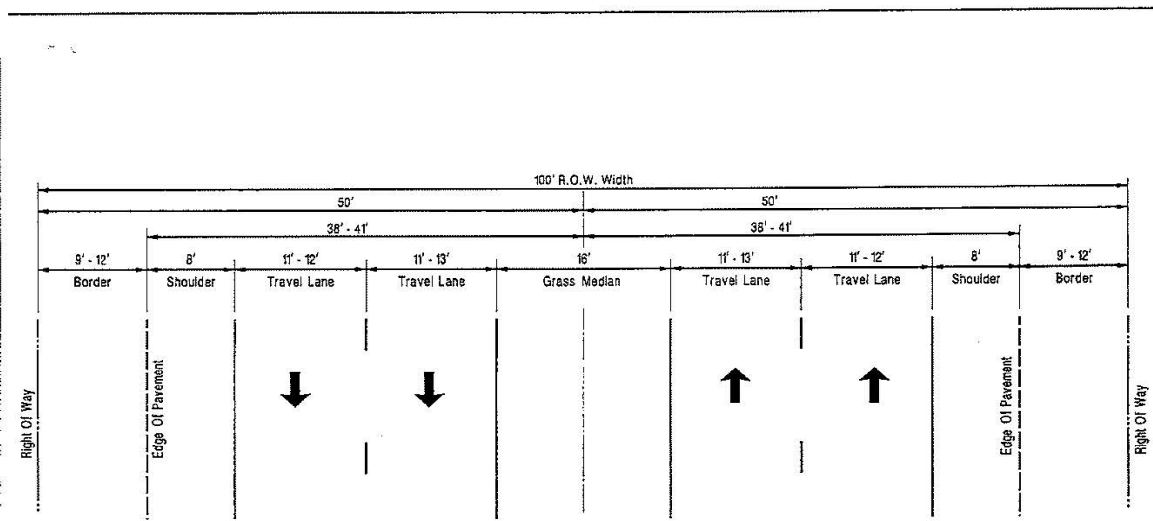 100' R.O.W. Width
50' 50'
38' - 41' 38' - 41'
9' - 12' 8' 11' - 12' 11' - 13' 16' 11' - 13' 11' - 12' 8' 9' - 12'
Border Shoulder Travel Lane Travel Lane Grass Median Travel Lane Travel Lane Shoulder Border
Right Of Way
Edge Of Pavement
Edge Of Pavement
Right Of Way